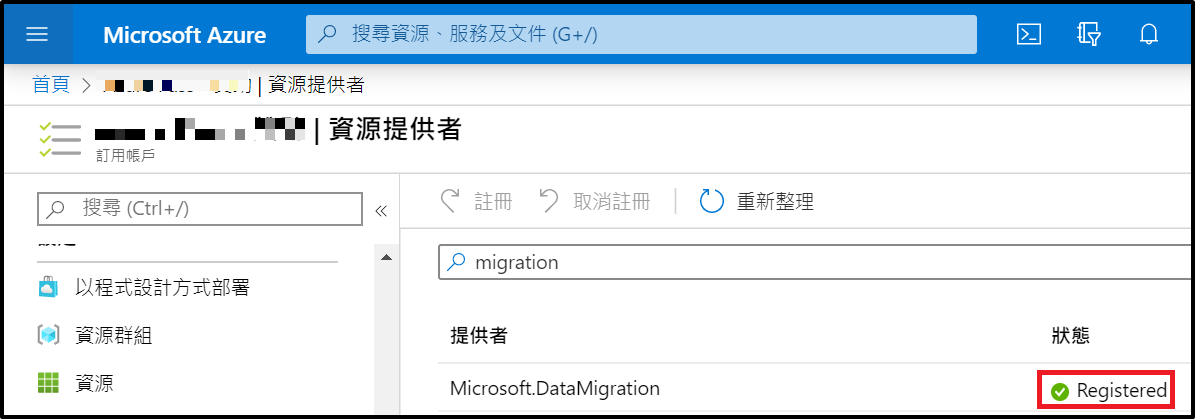 Microsoft Azure
搜尋資源、服務及文件 (G+/)
首頁 > | 資源提供者
| 資源提供者
訂用帳戶
搜尋 (Ctrl+/)
«
註冊
取消註冊
重新整理
migration
以程式設計方式部署
資源群組
資源
提供者 狀態
Microsoft.DataMigration Registered